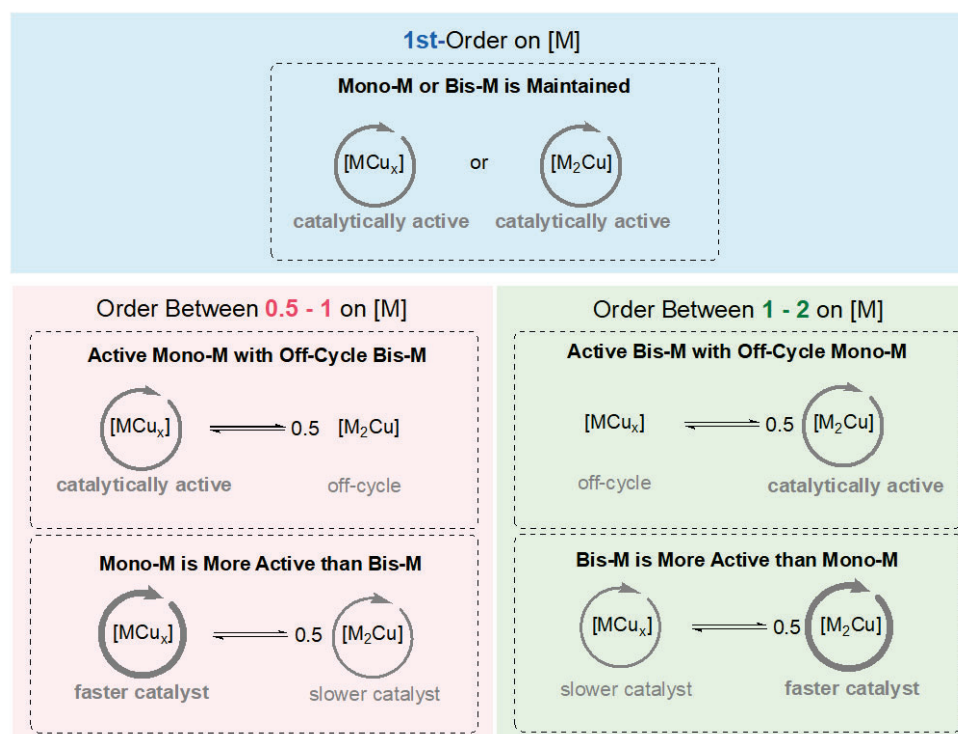 1st-Order on [M]
Mono-M or Bis-M is Maintained
[MCuₓ] or [M₂Cu]
catalytically active catalytically active
Order Between 0.5 - 1 on [M]
Active Mono-M with Off-Cycle Bis-M
[MCuₓ] 0.5 [M₂Cu]
catalytically active off-cycle
Mono-M is More Active than Bis-M
[MCuₓ] 0.5 [M₂Cu]
faster catalyst slower catalyst
Order Between 1 - 2 on [M]
Active Bis-M with Off-Cycle Mono-M
[MCuₓ] 0.5 [M₂Cu]
off-cycle catalytically active
Bis-M is More Active than Mono-M
[MCuₓ] 0.5 [M₂Cu]
slower catalyst faster catalyst